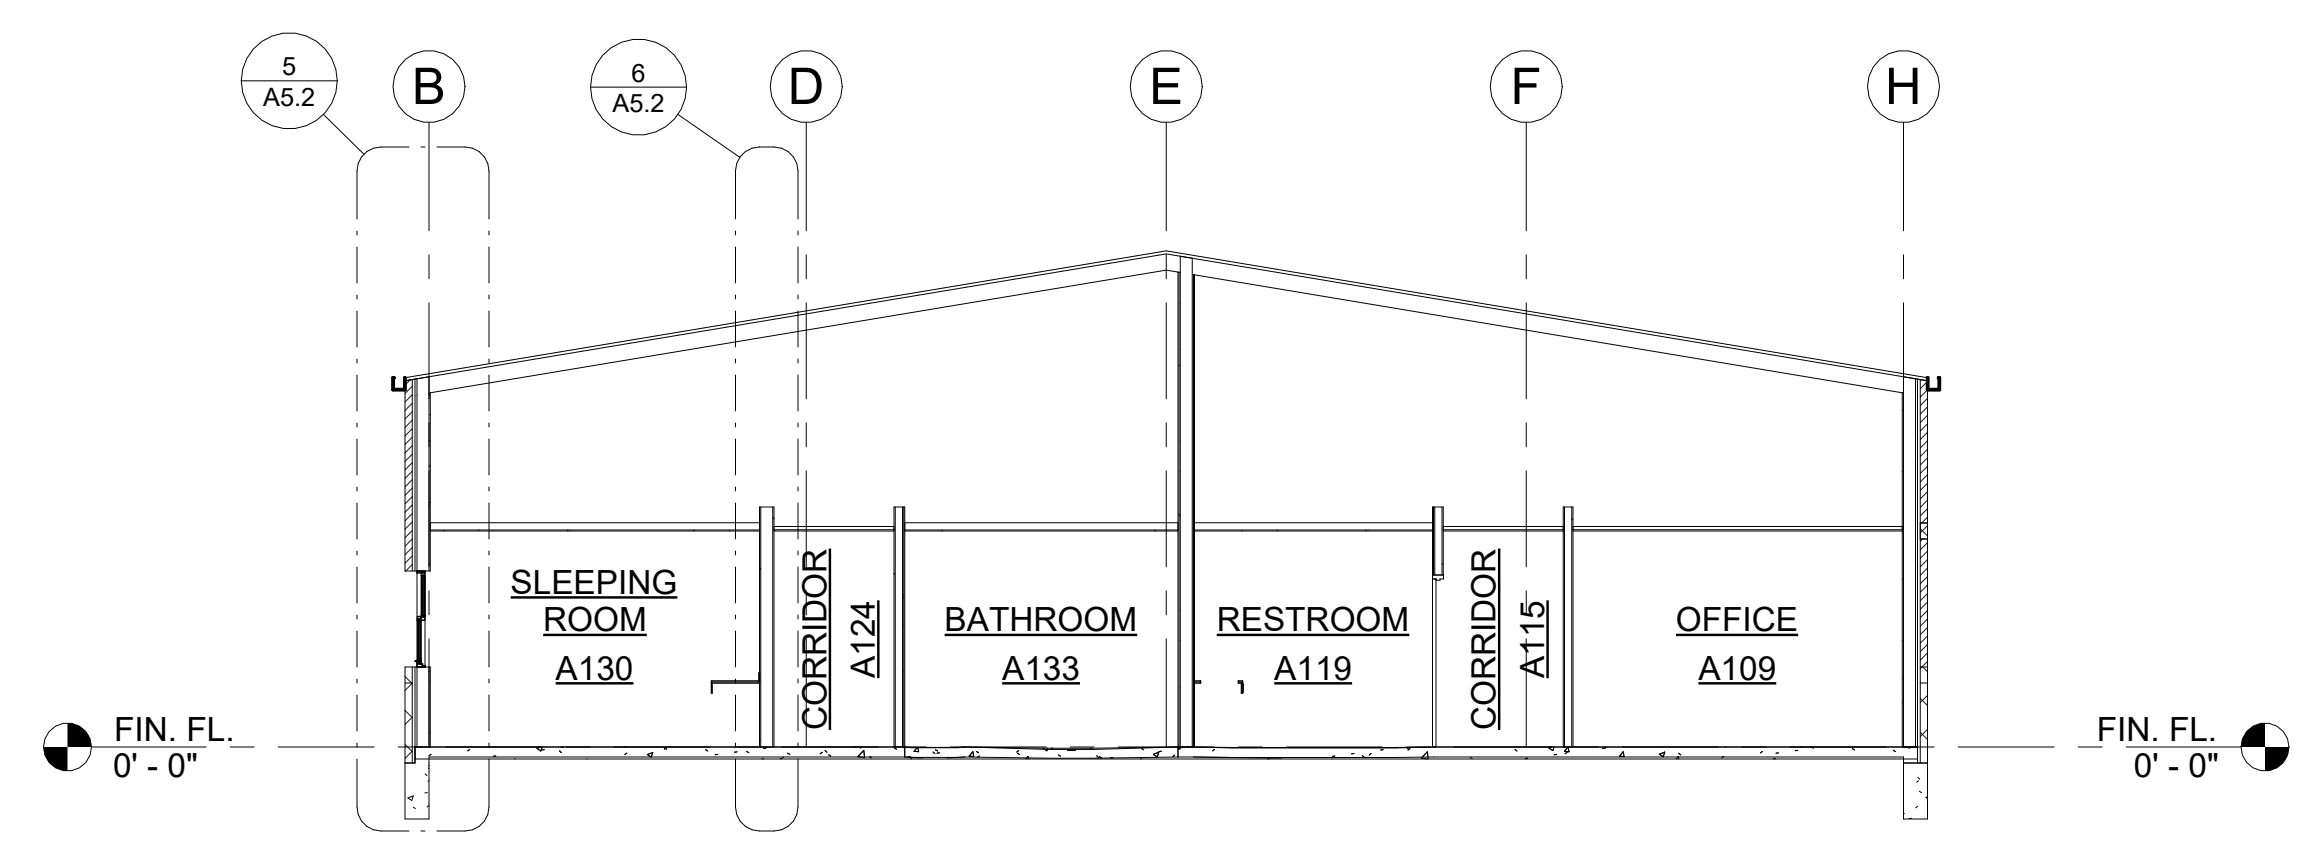 5
A5.2
B
6
A5.2
D
E
F
H
SLEEPING
ROOM
A130
CORRIDOR
A124
BATHROOM
A133
RESTROOM
A119
CORRIDOR
A115
OFFICE
A109
FIN. FL.
0' - 0"
FIN. FL.
0' - 0"